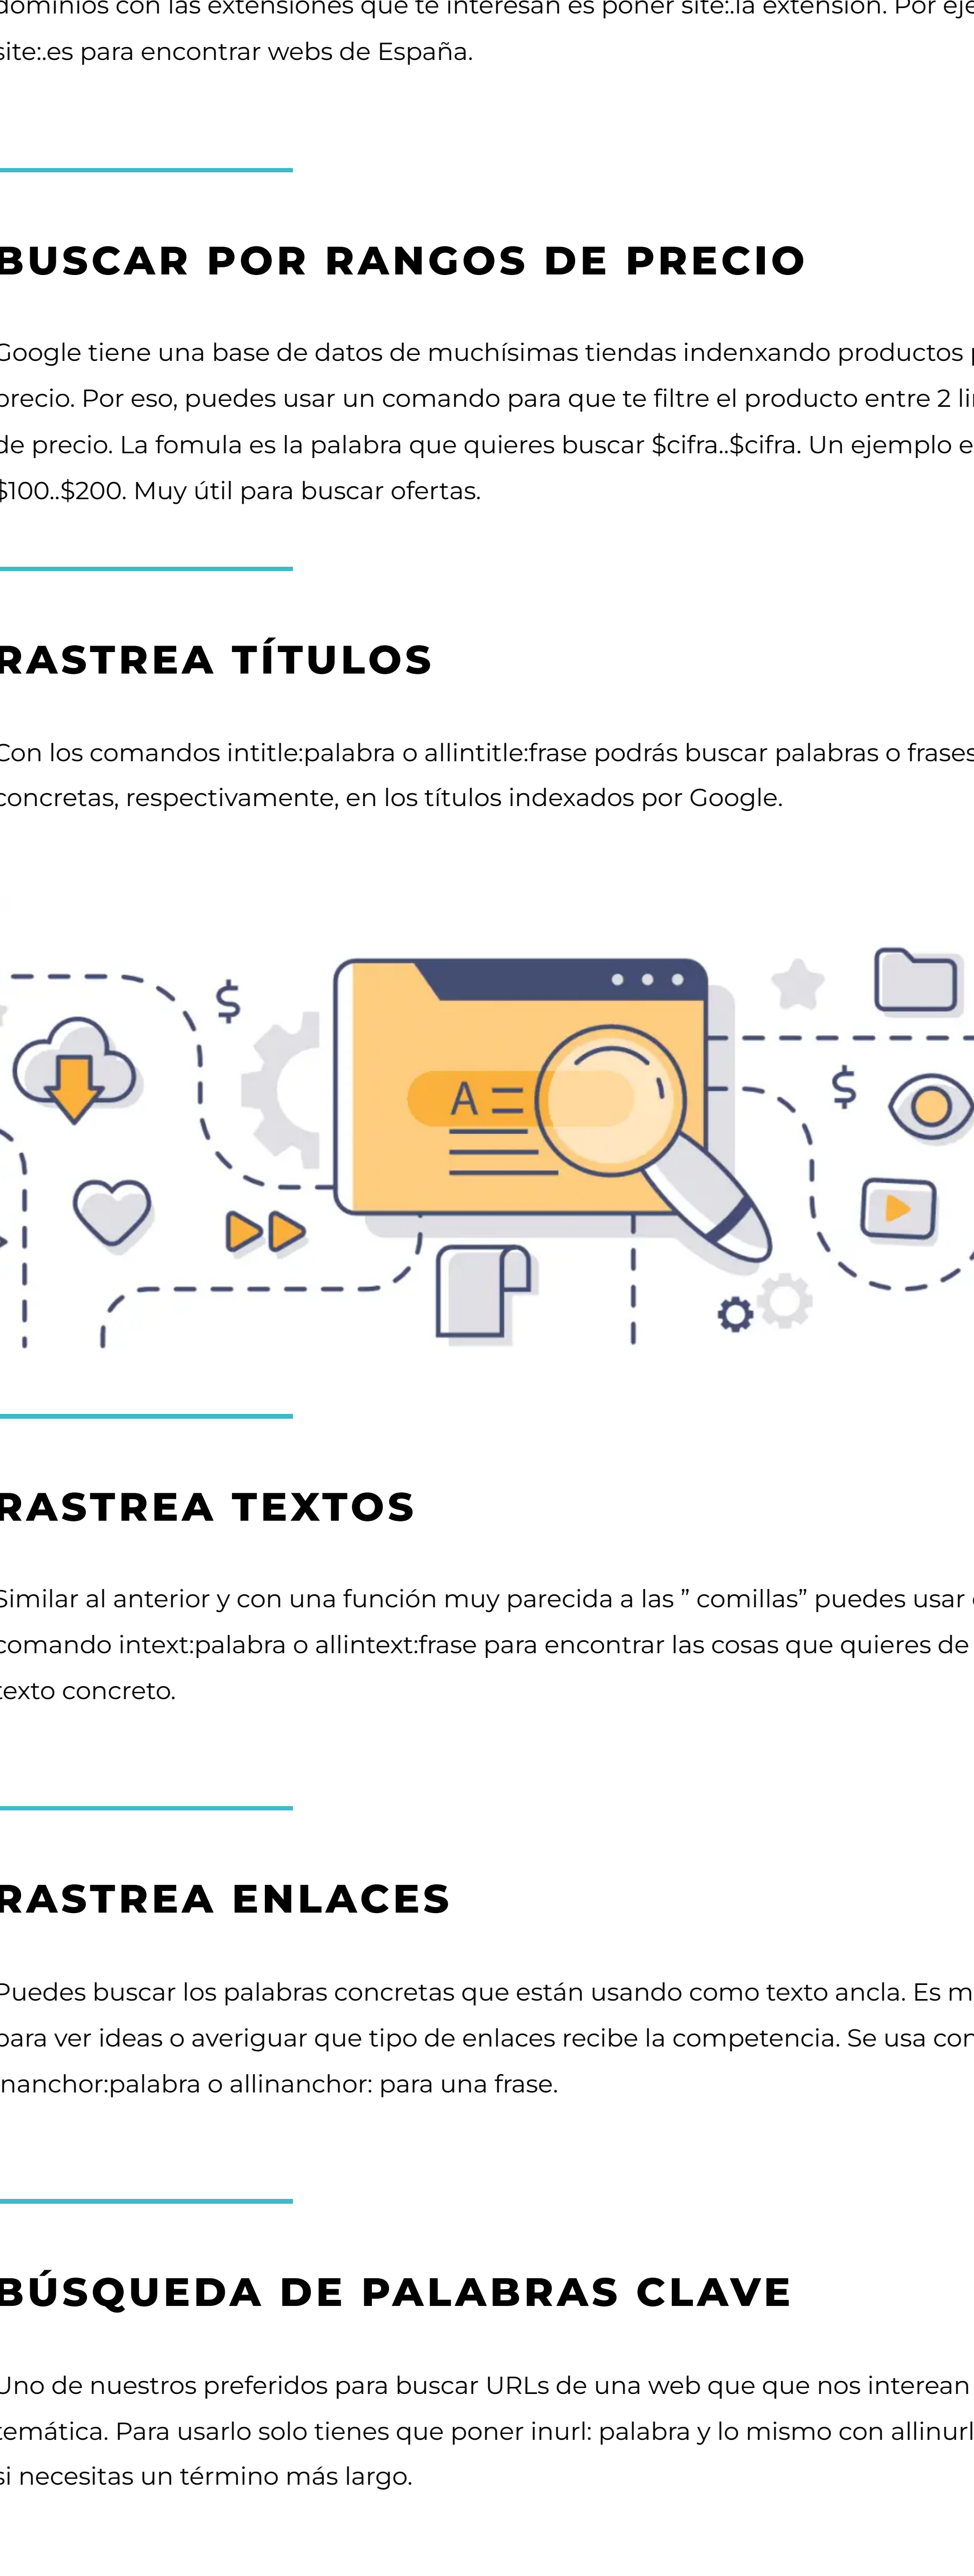 dominios con las extensiones que te interesan es poner site:.la extensión. Por
site:.es para encontrar webs de España.
BUSCAR POR RANGOS DE PRECIO
Google tiene una base de datos de muchísimas tiendas indenxando productos
precio. Por eso, puedes usar un comando para que te filtre el producto entre 2
de precio. La fomula es la palabra que quieres buscar $cifra..$cifra. Un ejemplo
$100..$200. Muy útil para buscar ofertas.
RASTREA TÍTULOS
Con los comandos intitle:palabra o allintitle:frase podrás buscar palabras o frases
concretas, respectivamente, en los títulos indexados por Google.
$
$
A
RASTREA TEXTOS
Similar al anterior y con una función muy parecida a las ” comillas” puedes usar
comando intext:palabra o allintext:frase para encontrar las cosas que quieres de
texto concreto.
RASTREA ENLACES
Puedes buscar los palabras concretas que están usando como texto ancla. Es
para ver ideas o averiguar que tipo de enlaces recibe la competencia. Se usa
inanchor:palabra o allinanchor: para una frase.
BÚSQUEDA DE PALABRAS CLAVE
Uno de nuestros preferidos para buscar URLs de una web que que nos interean
temática. Para usarlo solo tienes que poner inurl: palabra y lo mismo con allinurl
si necesitas un término más largo.